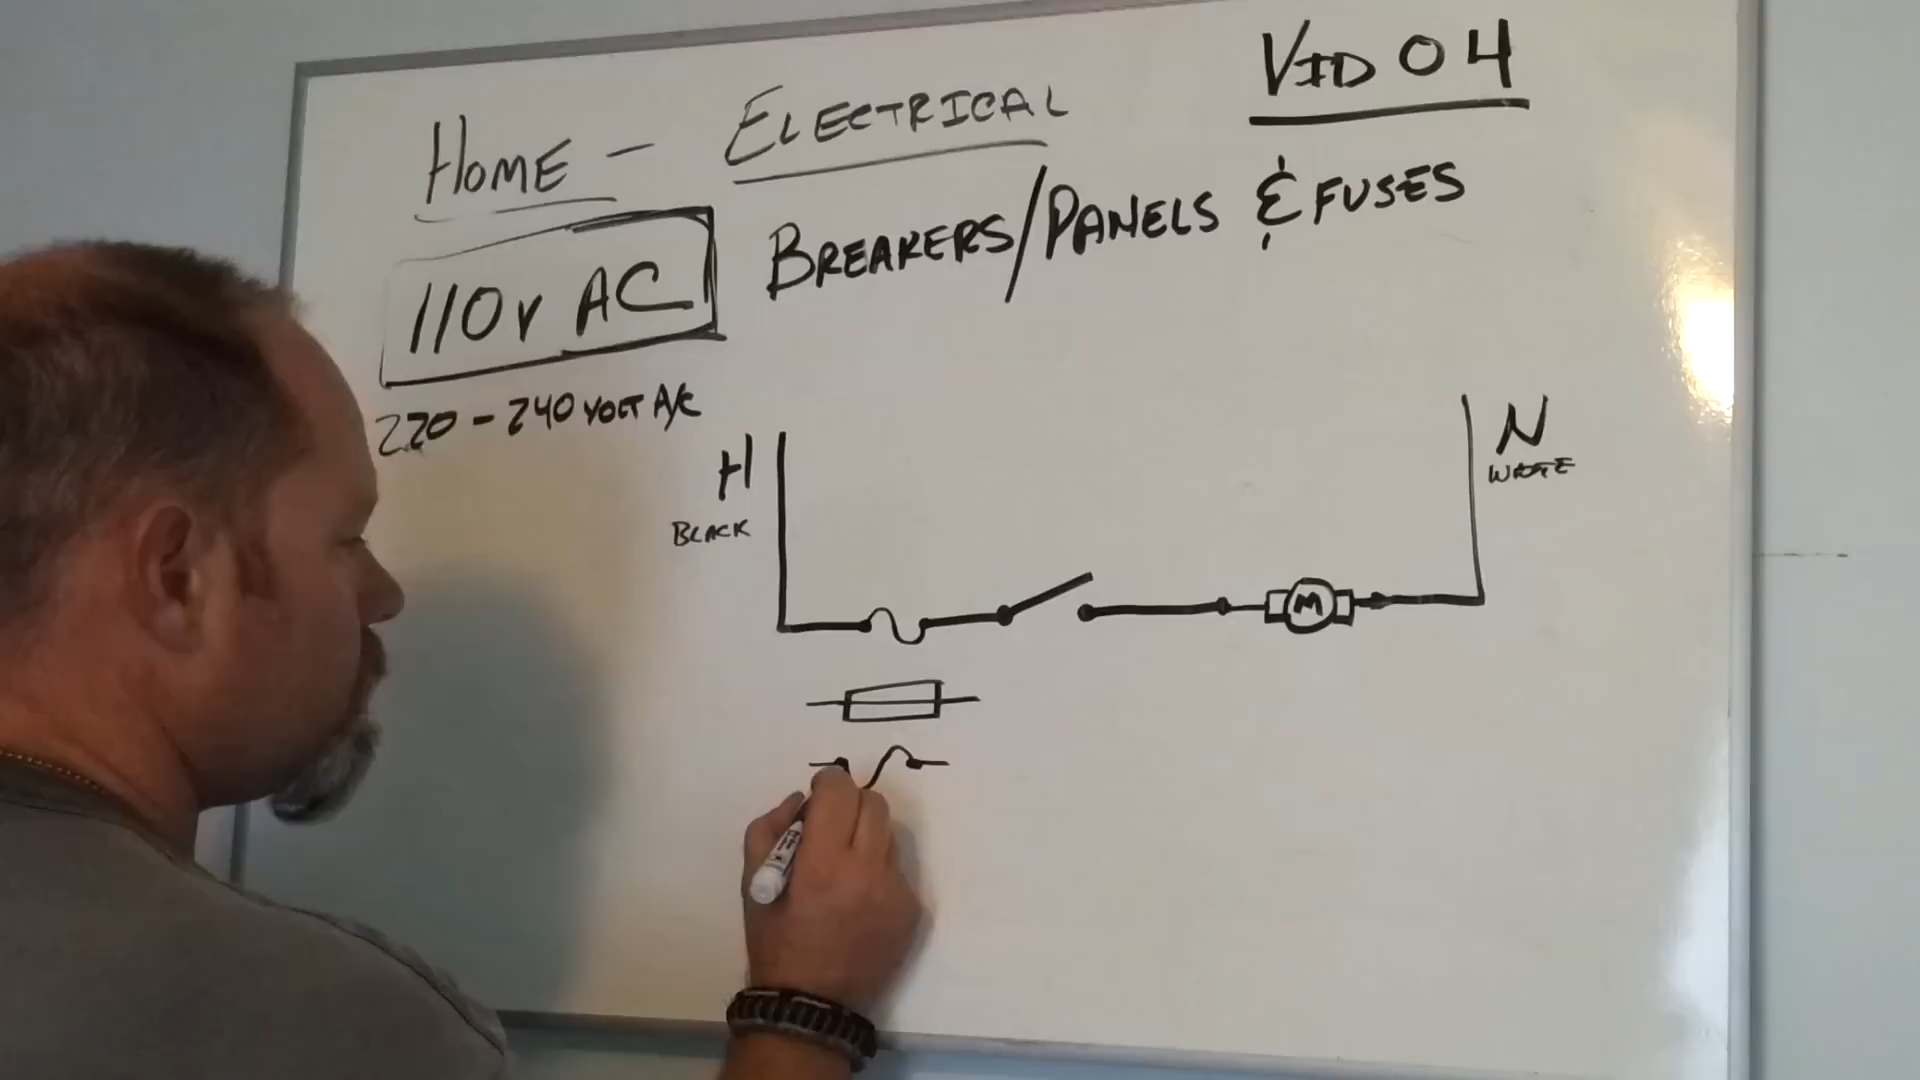 VID 04
HOME - ELECTRICAL
BREAKERS/PANELS & FUSES
110v AC
220 - 240 VOLT A/C
H
BLACK
N
WHITE
M